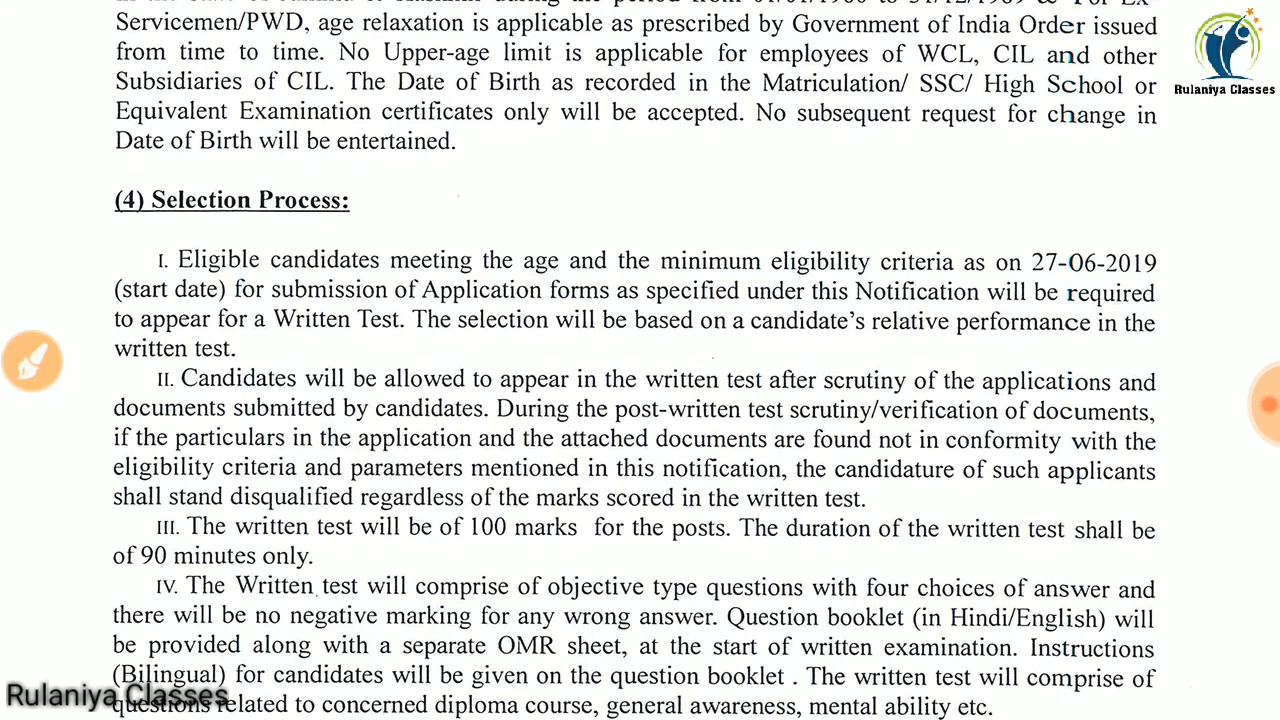 Servicemen/PWD, age relaxation is applicable as prescribed by Government of India Order issued
from time to time. No Upper-age limit is applicable for employees of WCL, CIL and other
Subsidiaries of CIL. The Date of Birth as recorded in the Matriculation/ SSC/ High School or
Equivalent Examination certificates only will be accepted. No subsequent request for change in
Date of Birth will be entertained.
Rulaniya Classes
(4) Selection Process:
I. Eligible candidates meeting the age and the minimum eligibility criteria as on 27-06-2019
(start date) for submission of Application forms as specified under this Notification will be required
to appear for a Written Test. The selection will be based on a candidate's relative performance in the
written test.
II. Candidates will be allowed to appear in the written test after scrutiny of the applications and
documents submitted by candidates. During the post-written test scrutiny/verification of documents,
if the particulars in the application and the attached documents are found not in conformity with the
eligibility criteria and parameters mentioned in this notification, the candidature of such applicants
shall stand disqualified regardless of the marks scored in the written test.
III. The written test will be of 100 marks for the posts. The duration of the written test shall be
of 90 minutes only.
IV. The Written test will comprise of objective type questions with four choices of answer and
there will be no negative marking for any wrong answer. Question booklet (in Hindi/English) will
be provided along with a separate OMR sheet, at the start of written examination. Instructions
(Bilingual) for candidates will be given on the question booklet . The written test will comprise of
questions related to concerned diploma course, general awareness, mental ability etc.
Rulaniya Classes